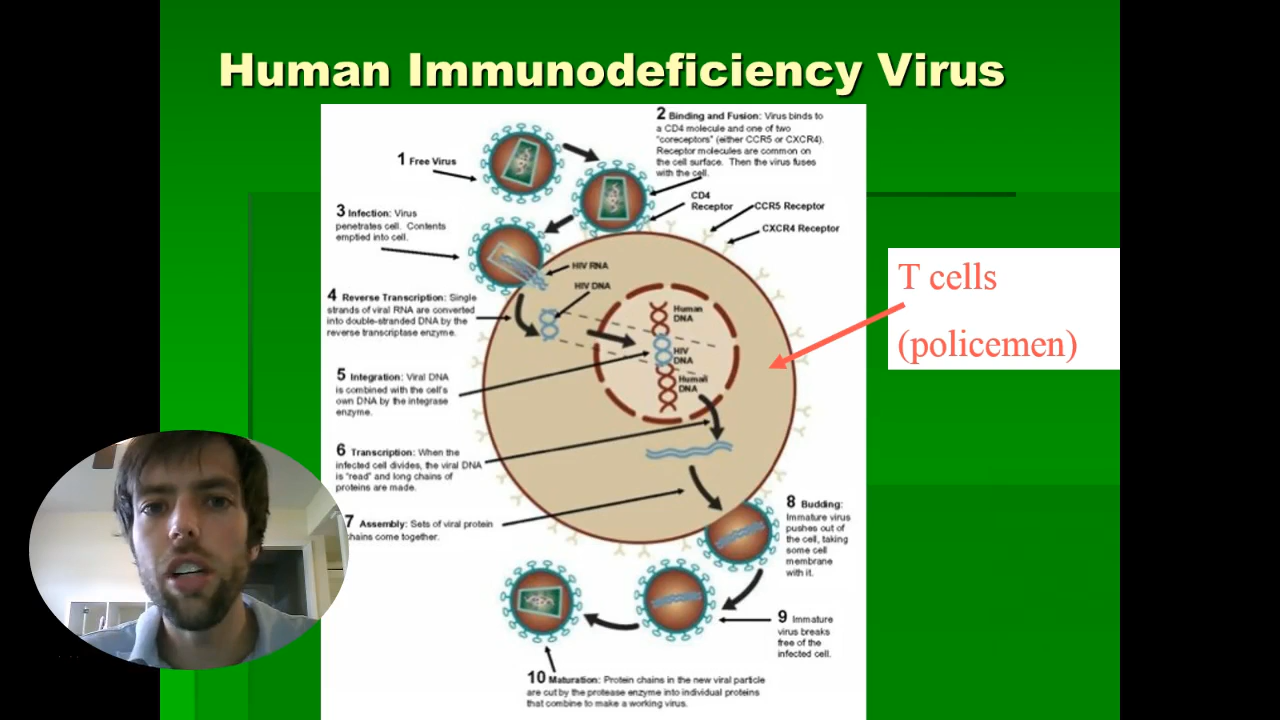 Human Immunodeficiency Virus
1 Free Virus
2 Binding and Fusion: Virus binds to
a CD4 molecule and one of two
"coreceptors" (either CCR5 or CXCR4).
Receptor molecules are common on
the cell surface. Then the virus fuses
with the cell.
CD4
Receptor
CCR5 Receptor
CXCR4 Receptor
3 Infection: Virus
penetrates cell. Contents
emptied into cell.
HIV RNA
HIV DNA
4 Reverse Transcription: Single
strands of viral RNA are converted
into double-stranded DNA by the
reverse transcriptase enzyme.
Human
DNA
HIV
DNA
Human
DNA
T cells
(policemen)
5 Integration: Viral DNA
is combined with the cell's
own DNA by the integrase
enzyme.
6 Transcription: When the
infected cell divides, the viral DNA
is "read" and long chains of
proteins are made.
7 Assembly: Sets of viral protein
hains come together.
8 Budding:
Immature virus
pushes out of
the cell, taking
some cell
membrane
with it.
9 Immature
virus breaks
free of the
infected cell.
10 Maturation: Protein chains in the new viral particle
are cut by the protease enzyme into individual proteins
that combine to make a working virus.